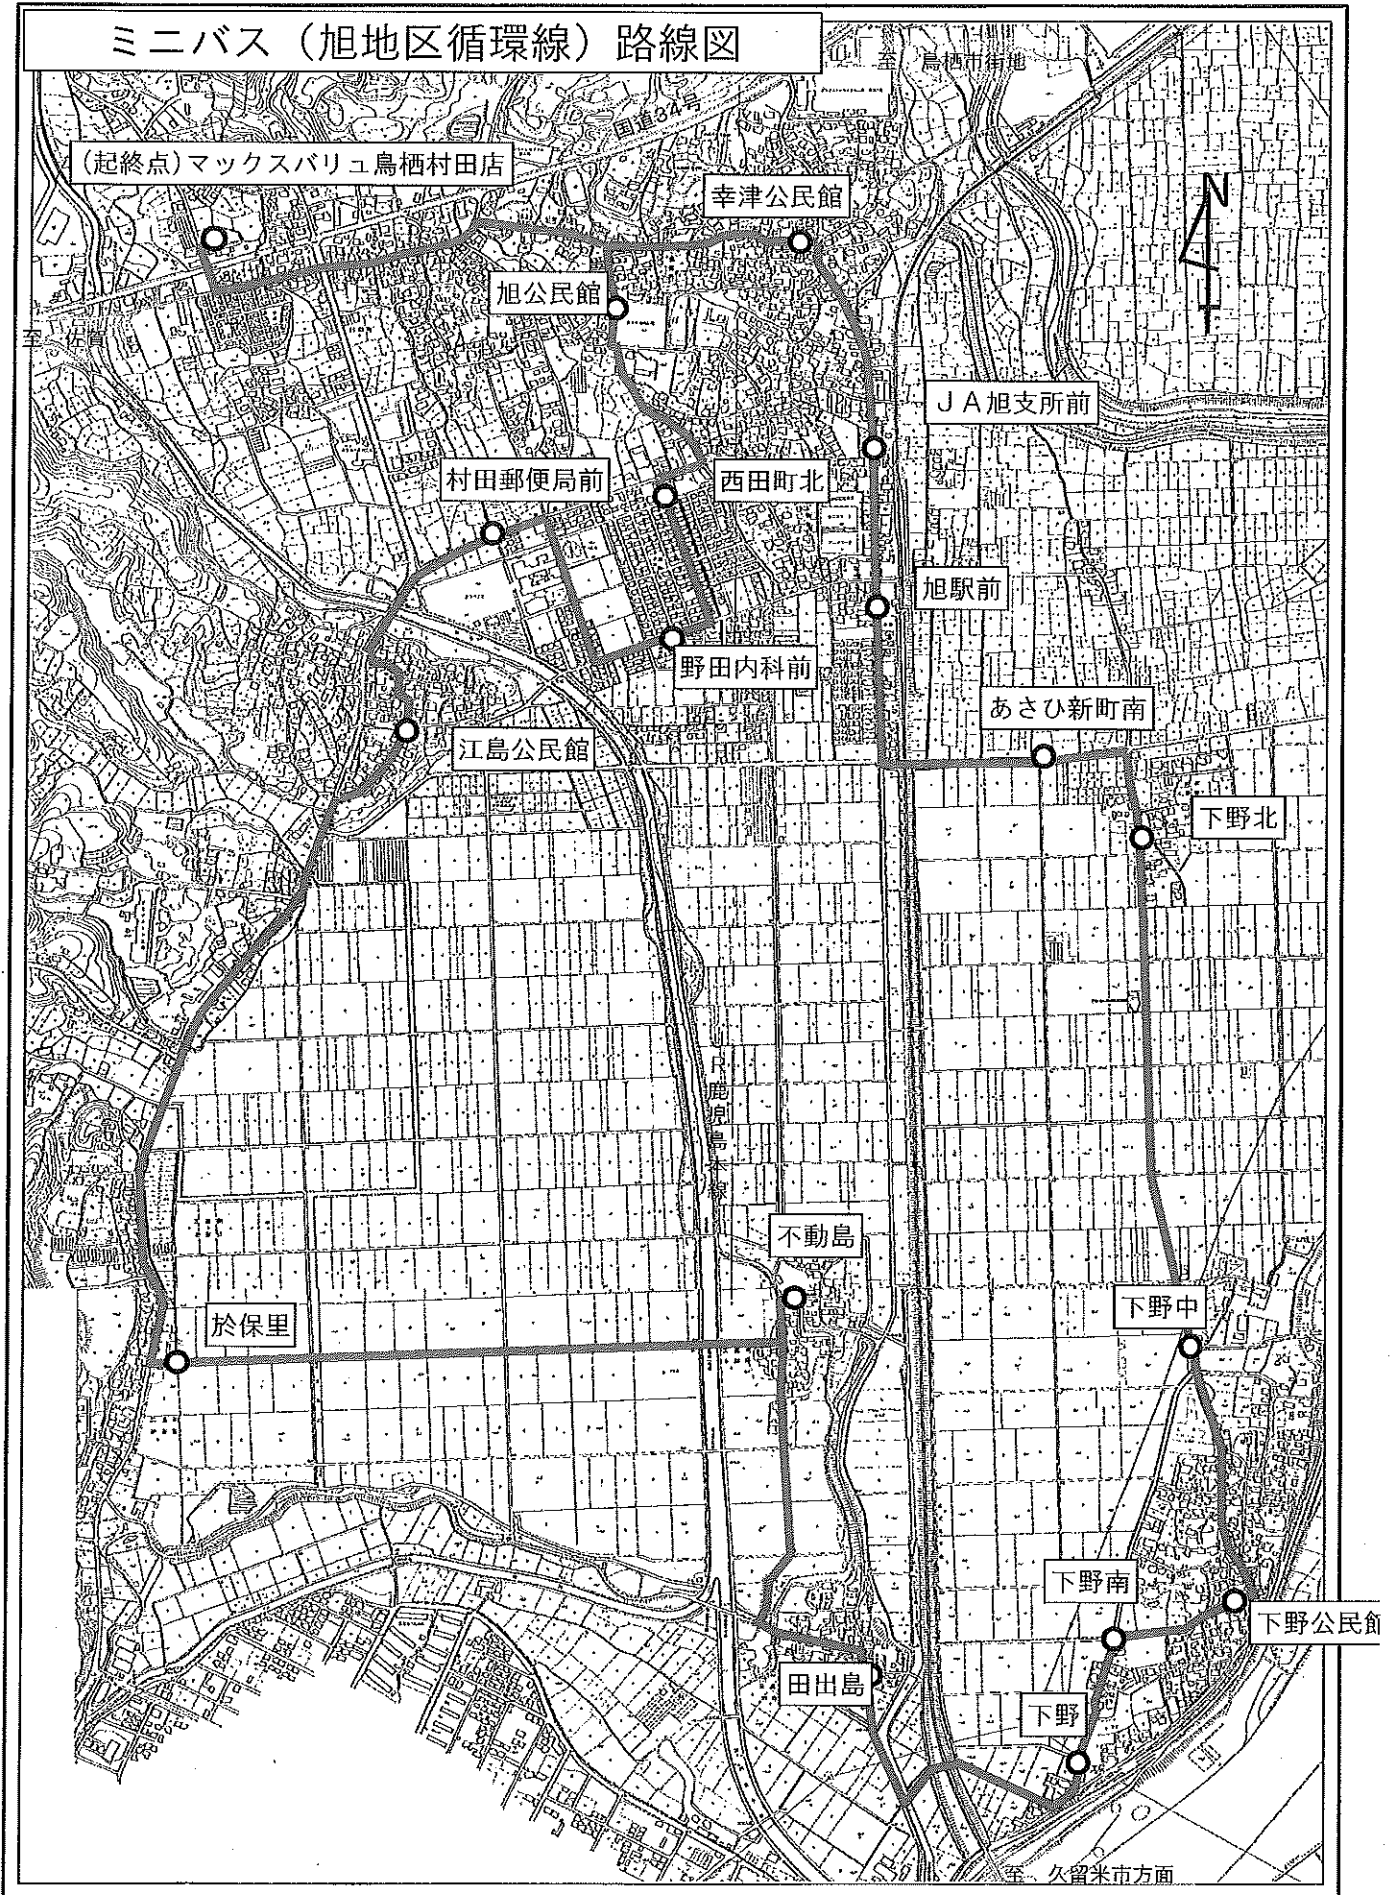 ミニバス（旭地区循環線）路線図
至 鳥栖市街地
国道34号
(起終点)マックスバリュ鳥栖村田店
幸津公民館
N
旭公民館
至 佐賀
ＪＡ旭支所前
村田郵便局前
西田町北
旭駅前
野田内科前
あさひ新町南
江島公民館
下野北
ＪＲ鹿児島本線
不動島
下野中
於保里
下野南
下野公民館
田出島
下野
至 久留米市方面